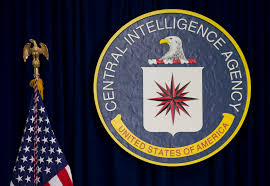 CENTRAL INTELLIGENCE AGENCY
UNITED STATES OF AMERICA